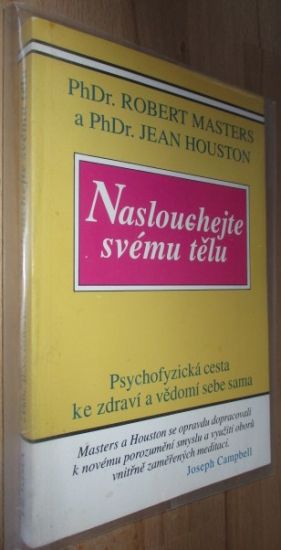 PhDr. ROBERT MASTERS
a PhDr. JEAN HOUSTON
Naslouchejte
svému tělu
Psychofyzická cesta
ke zdraví a vědomí sebe sama
Masters a Houston se opravdu dopracovali
k novému porozumění smyslu a využití oborů
vnitřně zaměřených meditací.
Joseph Campbell